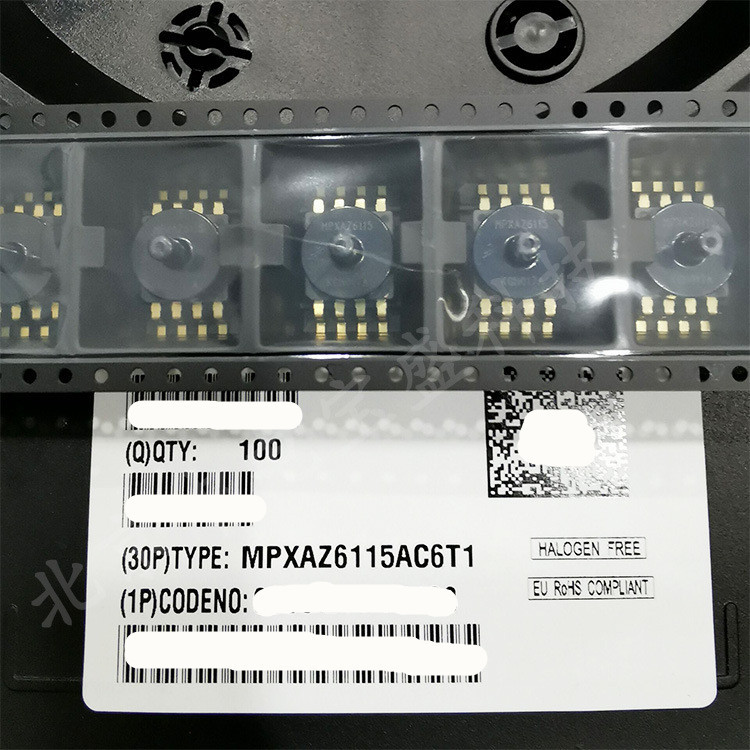 MPXAZ6115
MPXAZ6115
(Q)QTY: 100
(30P)TYPE: MPXAZ6115AC6T1
(1P)CODENO:
HALOGEN FREE
EU RoHS COMPLIANT